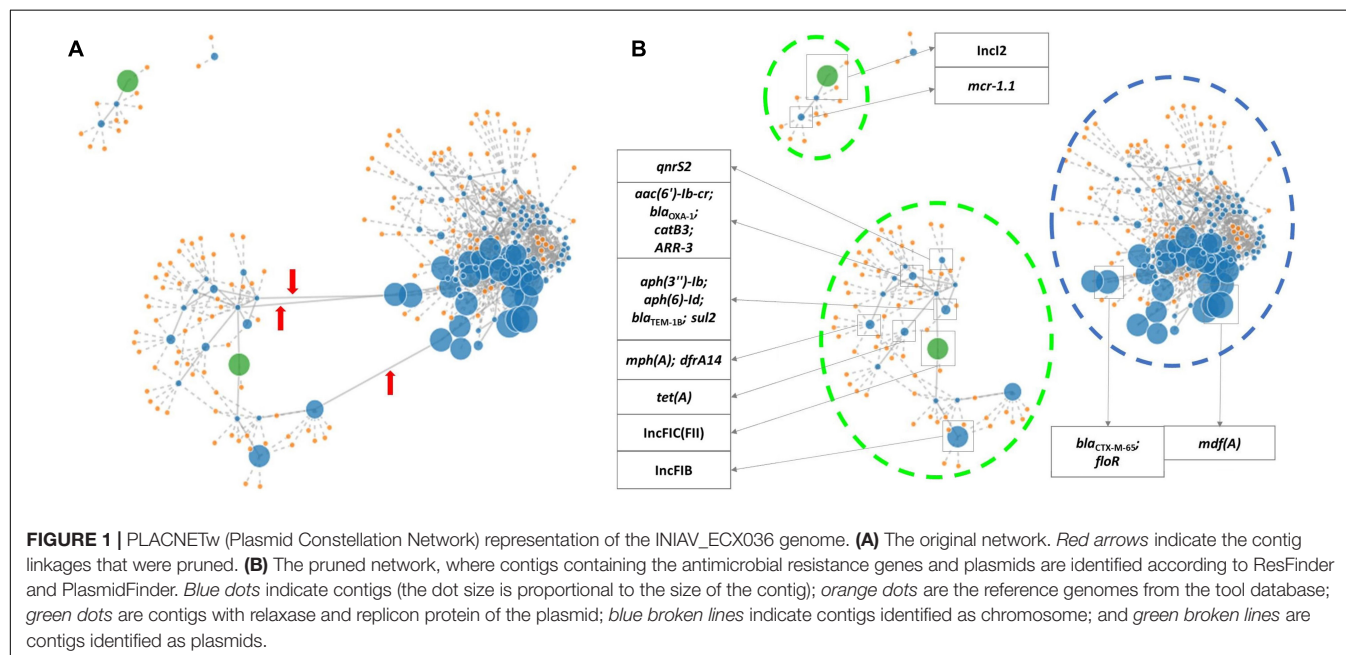 A
B
IncI2
mcr-1.1
qnrS2
aac(6')-Ib-cr;
blaOXA-1;
catB3;
ARR-3
aph(3'')-Ib;
aph(6)-Id;
blaTEM-1B; sul2
mph(A); dfrA14
tet(A)
IncFIC(FII)
IncFIB
blaCTX-M-65;
floR
mdf(A)
FIGURE 1 | PLACNETw (Plasmid Constellation Network) representation of the INIAV_ECX036 genome. (A) The original network. Red arrows indicate the contig
linkages that were pruned. (B) The pruned network, where contigs containing the antimicrobial resistance genes and plasmids are identified according to ResFinder
and PlasmidFinder. Blue dots indicate contigs (the dot size is proportional to the size of the contig); orange dots are the reference genomes from the tool database;
green dots are contigs with relaxase and replicon protein of the plasmid; blue broken lines indicate contigs identified as chromosome; and green broken lines are
contigs identified as plasmids.